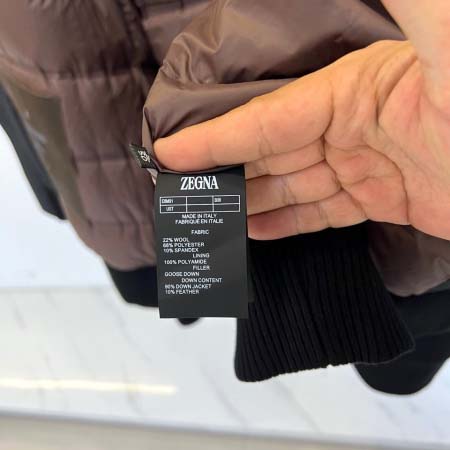 ZEGNA
MADE IN ITALY
FABRIQUÉ EN ITALIE
FABRIC
22% WOOL
68% POLYESTER
10% SPANDEX
LINING
100% POLYAMIDE
FILLER
GOOSE DOWN
DOWN CONTENT
90% DOWN JACKET
10% FEATHER